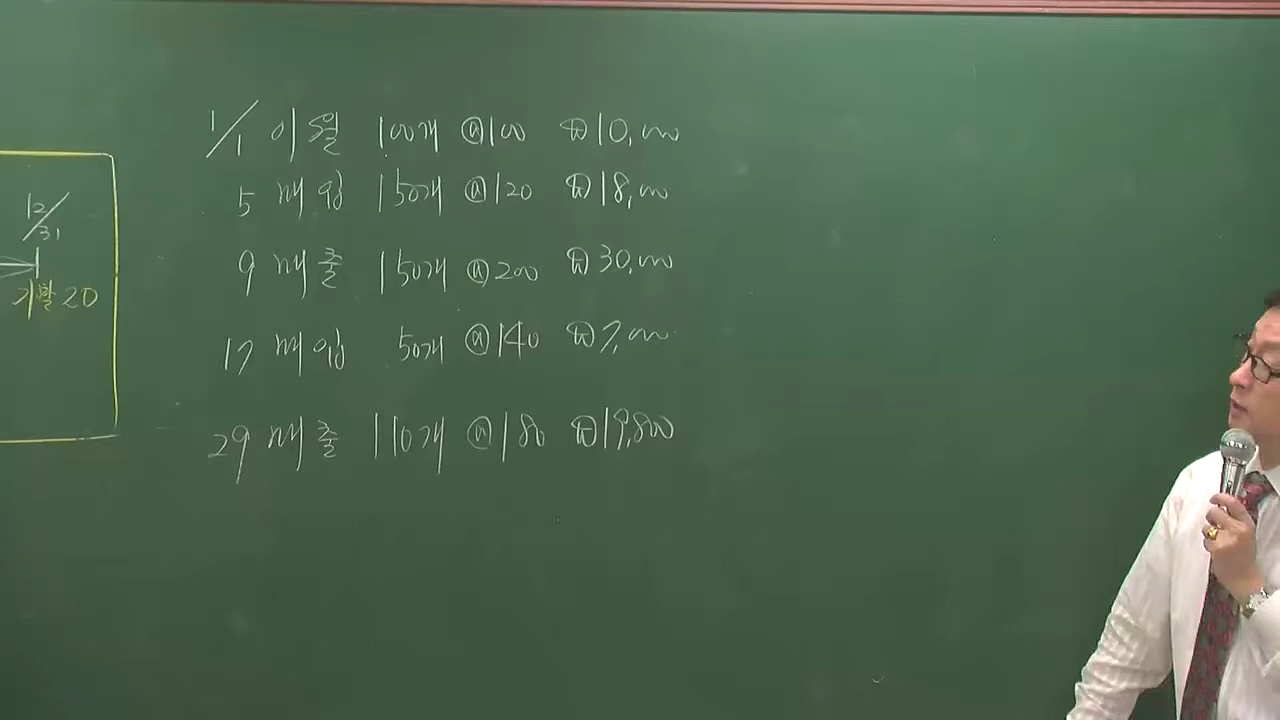 12/31
기말 20
1/1 이월 100개 @100 ₩10,000
5 매입 150개 @120 ₩18,000
9 매출 150개 @200 ₩30,000
17 매입 50개 @140 ₩7,000
29 매출 110개 @180 ₩19,800